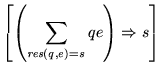 [(∑_{res(q,e)=s} qe) ⇒ s]